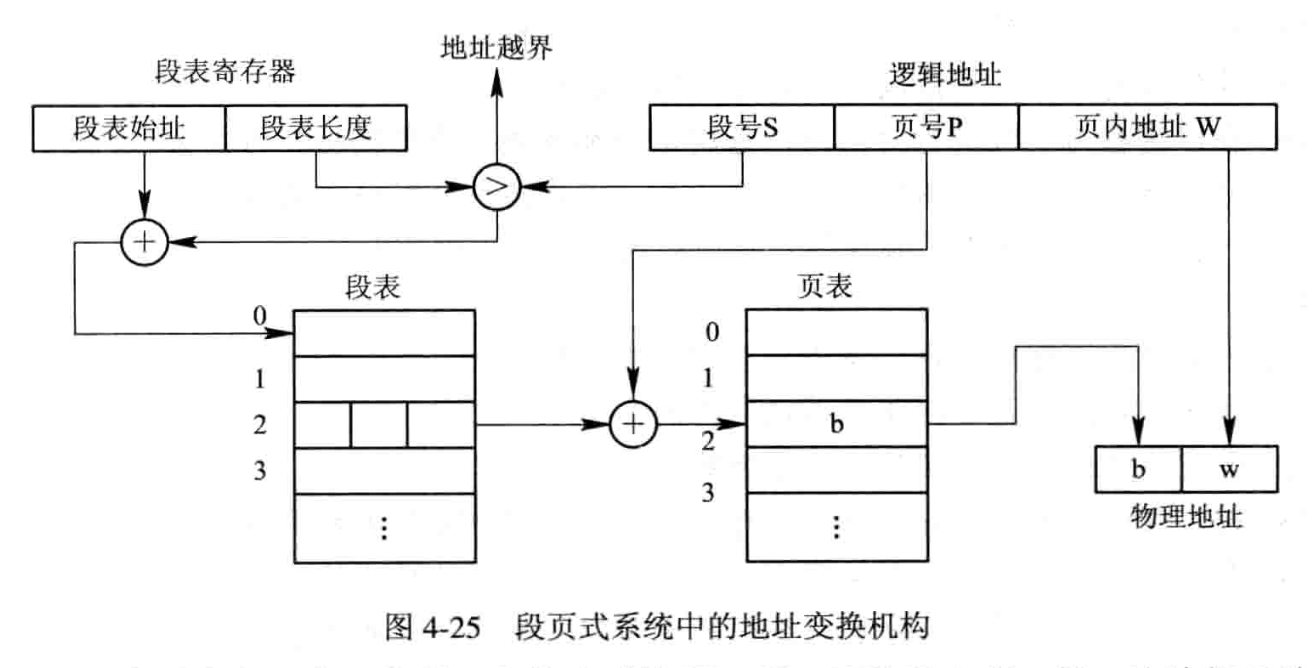 地址越界
段表寄存器
逻辑地址
段表始址 段表长度
段号S 页号P 页内地址 W
>
+
段表
页表
0
1
2
3
⋮
+
0
1
b
2
3
⋮
b w
物理地址
图 4-25 段页式系统中的地址变换机构